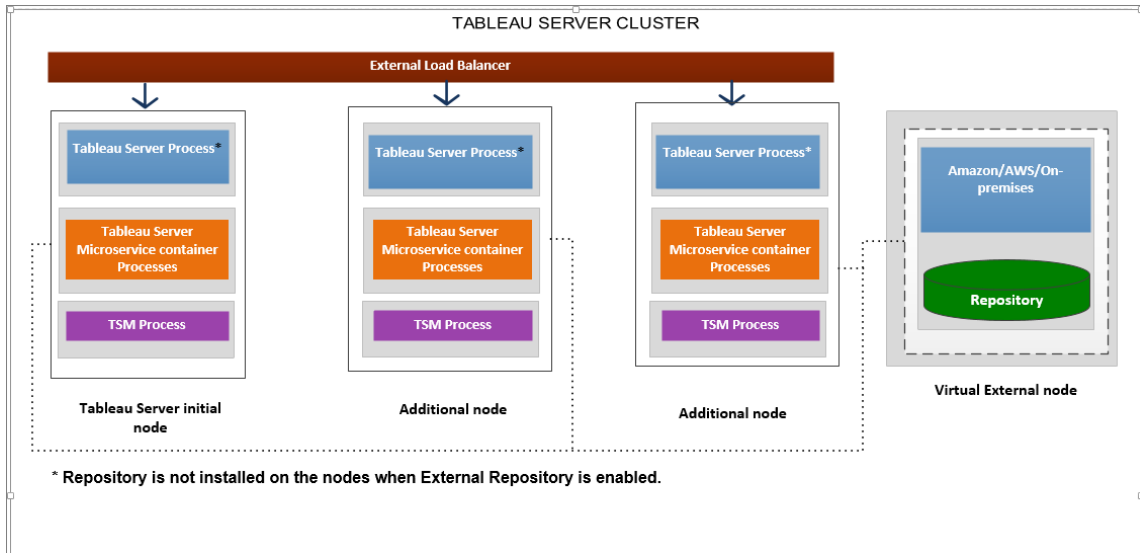 TABLEAU SERVER CLUSTER
External Load Balancer
Tableau Server Process*
Tableau Server
Microservice container
Processes
TSM Process
Tableau Server initial
node
Tableau Server Process*
Tableau Server
Microservice container
Processes
TSM Process
Additional node
Tableau Server Process*
Tableau Server
Microservice container
Processes
TSM Process
Additional node
Amazon/AWS/On-
premises
Repository
Virtual External node
* Repository is not installed on the nodes when External Repository is enabled.